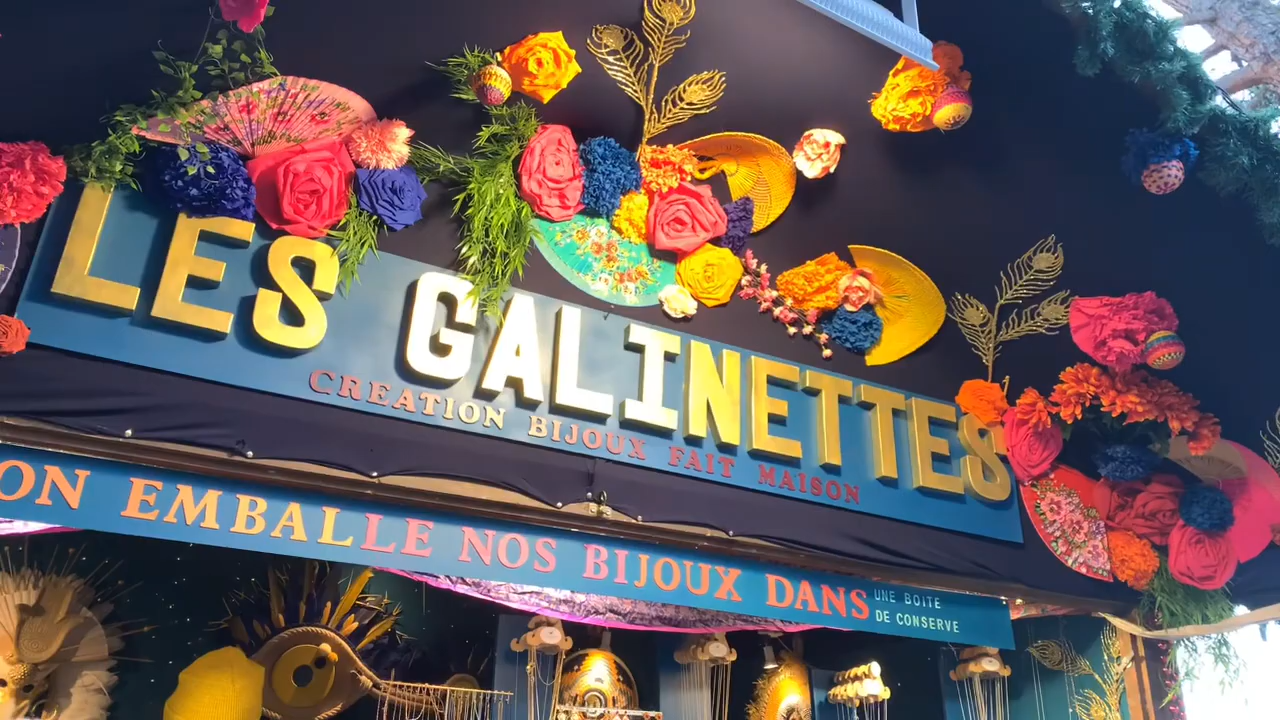 LES GALINETTES
CREATION BIJOUX FAIT MAISON
ON EMBALLE NOS BIJOUX DANS
UNE BOITE
DE CONSERVE